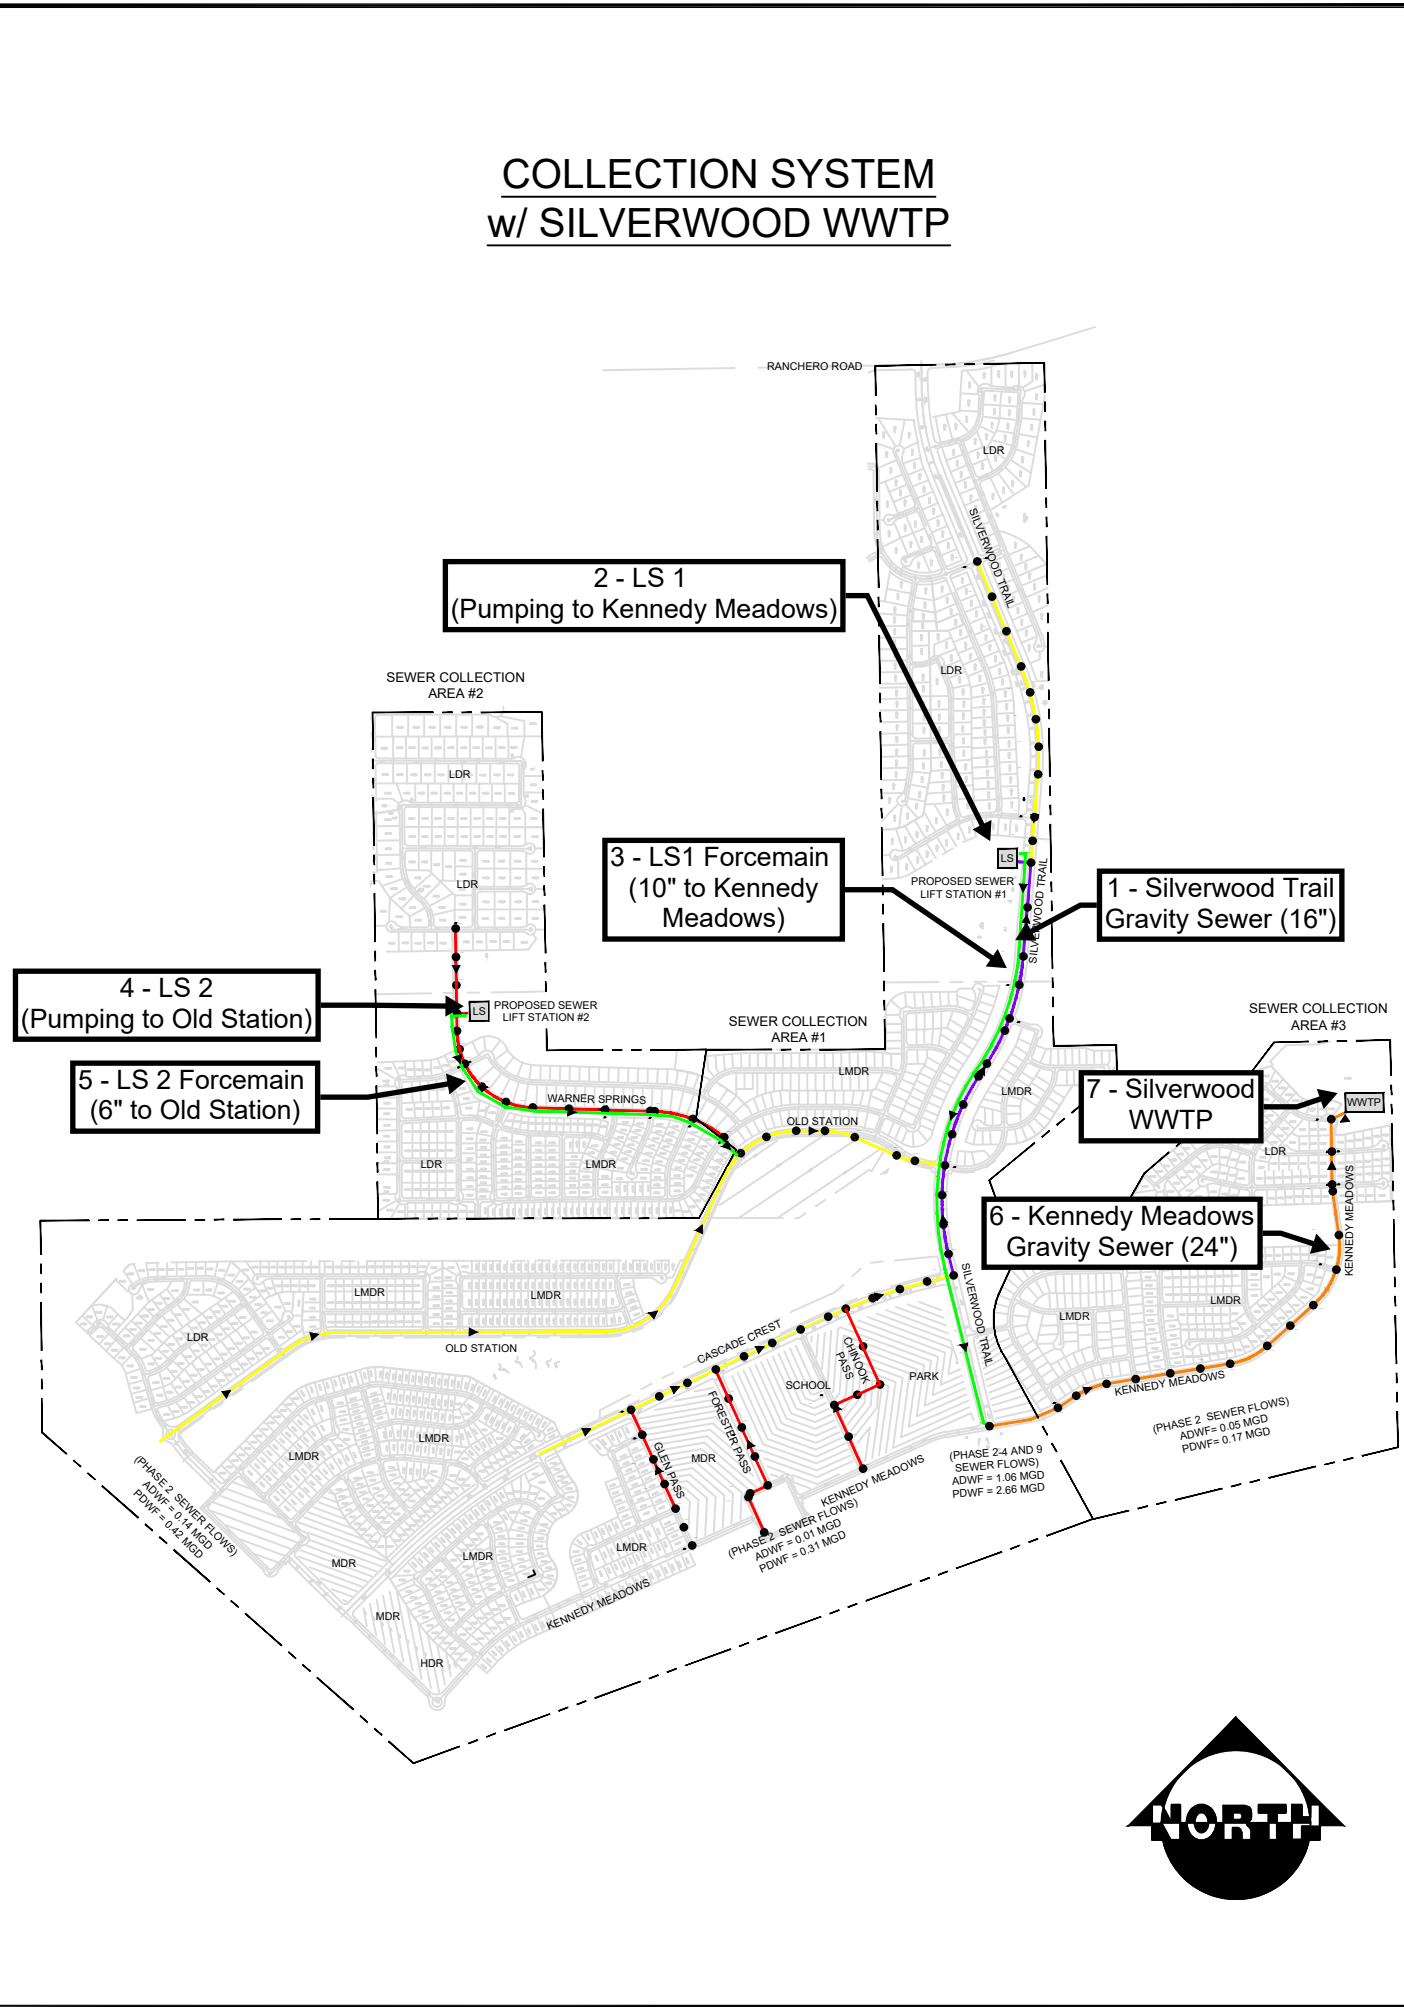 COLLECTION SYSTEM
w/ SILVERWOOD WWTP
RANCHERO ROAD
LDR
SILVERWOOD TRAIL
2 - LS 1
(Pumping to Kennedy Meadows)
LDR
SEWER COLLECTION
AREA #2
LDR
3 - LS1 Forcemain
(10" to Kennedy
Meadows)
LS
PROPOSED SEWER
LIFT STATION #1
SILVERWOOD TRAIL
1 - Silverwood Trail
Gravity Sewer (16")
LDR
4 - LS 2
(Pumping to Old Station)
LS
PROPOSED SEWER
LIFT STATION #2
SEWER COLLECTION
AREA #1
SEWER COLLECTION
AREA #3
5 - LS 2 Forcemain
(6" to Old Station)
WARNER SPRINGS
LMDR
LMDR
7 - Silverwood
WWTP
WWTP
OLD STATION
LDR
LMDR
LDR
KENNEDY MEADOWS
6 - Kennedy Meadows
Gravity Sewer (24")
LMDR
LMDR
LDR
OLD STATION
SILVERWOOD TRAIL
LMDR
LMDR
CASCADE CREST
CHINOOK
PASS
SCHOOL
PARK
KENNEDY MEADOWS
(PHASE 2 SEWER FLOWS)
ADWF= 0.05 MGD
PDWF= 0.17 MGD
FORESTER PASS
GLEN PASS
MDR
LMDR
LMDR
(PHASE 2-4 AND 9
SEWER FLOWS)
ADWF = 1.06 MGD
PDWF = 2.66 MGD
KENNEDY MEADOWS
(PHASE 2 SEWER FLOWS)
ADWF = 0.01 MGD
PDWF = 0.31 MGD
(PHASE 2 SEWER FLOWS)
ADWF = 0.14 MGD
PDWF = 0.42 MGD
LMDR
LMDR
MDR
MDR
KENNEDY MEADOWS
HDR
NORTH